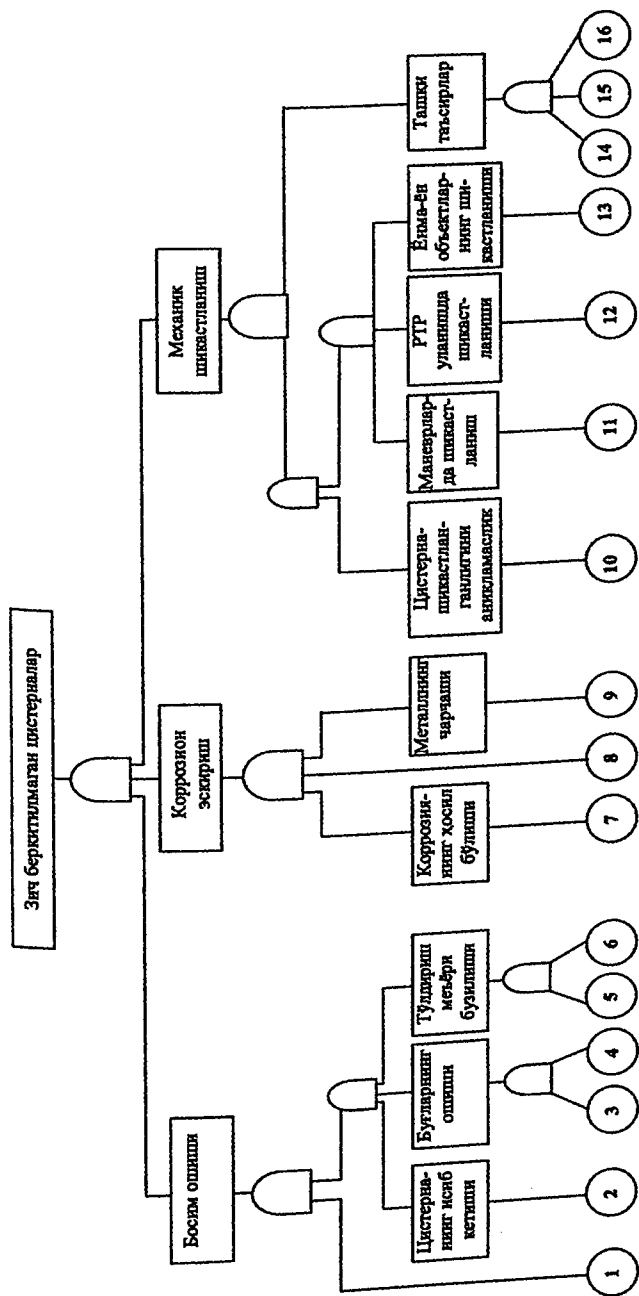 Зич беркитилмаган цистерналар
Босим ошиши
Коррозион
эскириш
Механик
шикастланиш
Цистерна-
нинг исиб
кетиши
Буғларнинг
ошиши
Тўлдириш
меъёри
бузилиши
Коррозия-
нинг ҳосил
бўлиши
Металлнинг
чарчаши
Цистерна-
шикастлан-
ганлигини
аниқламаслик
Маневрлар-
да шикаст-
ланиш
РТР
уланишда
шикаст-
ланиши
Ёнма-ён
объектлар-
нинг ши-
кастланиши
Ташки
таъсирлар
1
2
3
4
5
6
7
8
9
10
11
12
13
14
15
16